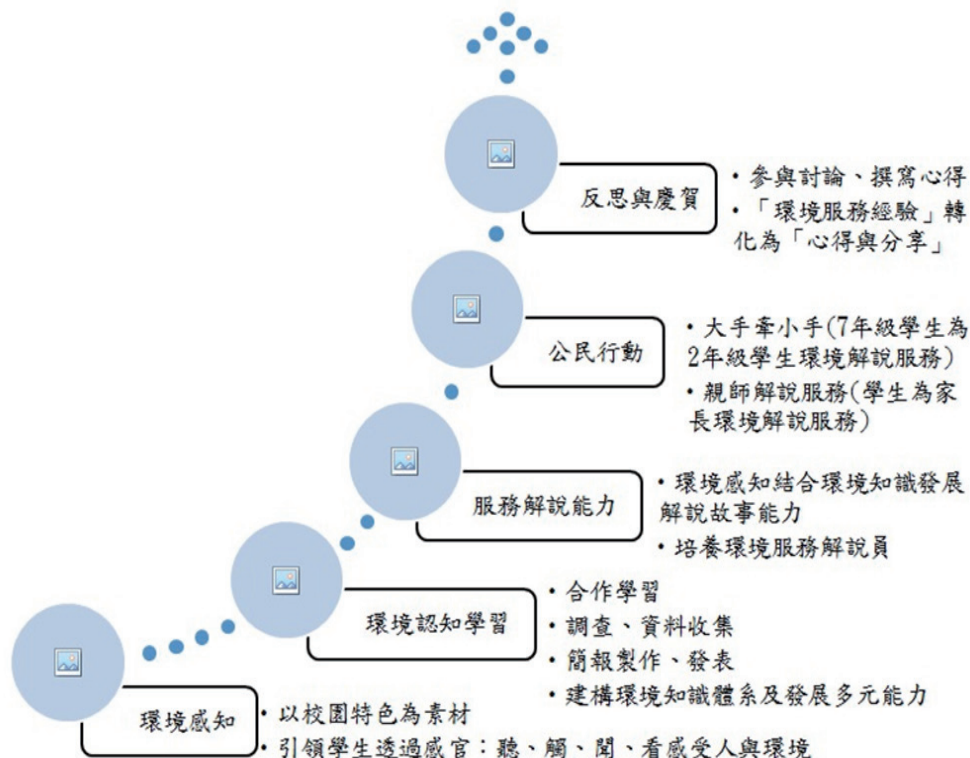 反思與慶賀
・參與討論、撰寫心得
・「環境服務經驗」轉
化為「心得與分享」
公民行動
・大手牽小手(7年級學生為
2年級學生環境解說服務)
・親師解說服務(學生為家
長環境解說服務)
服務解說能力
・環境感知結合環境知識發展
解說故事能力
・培養環境服務解說員
環境認知學習
・合作學習
・調查、資料收集
・簡報製作、發表
・建構環境知識體系及發展多元能力
環境感知
・以校園特色為素材
・引領學生透過感官：聽、觸、聞、看感受人與環境